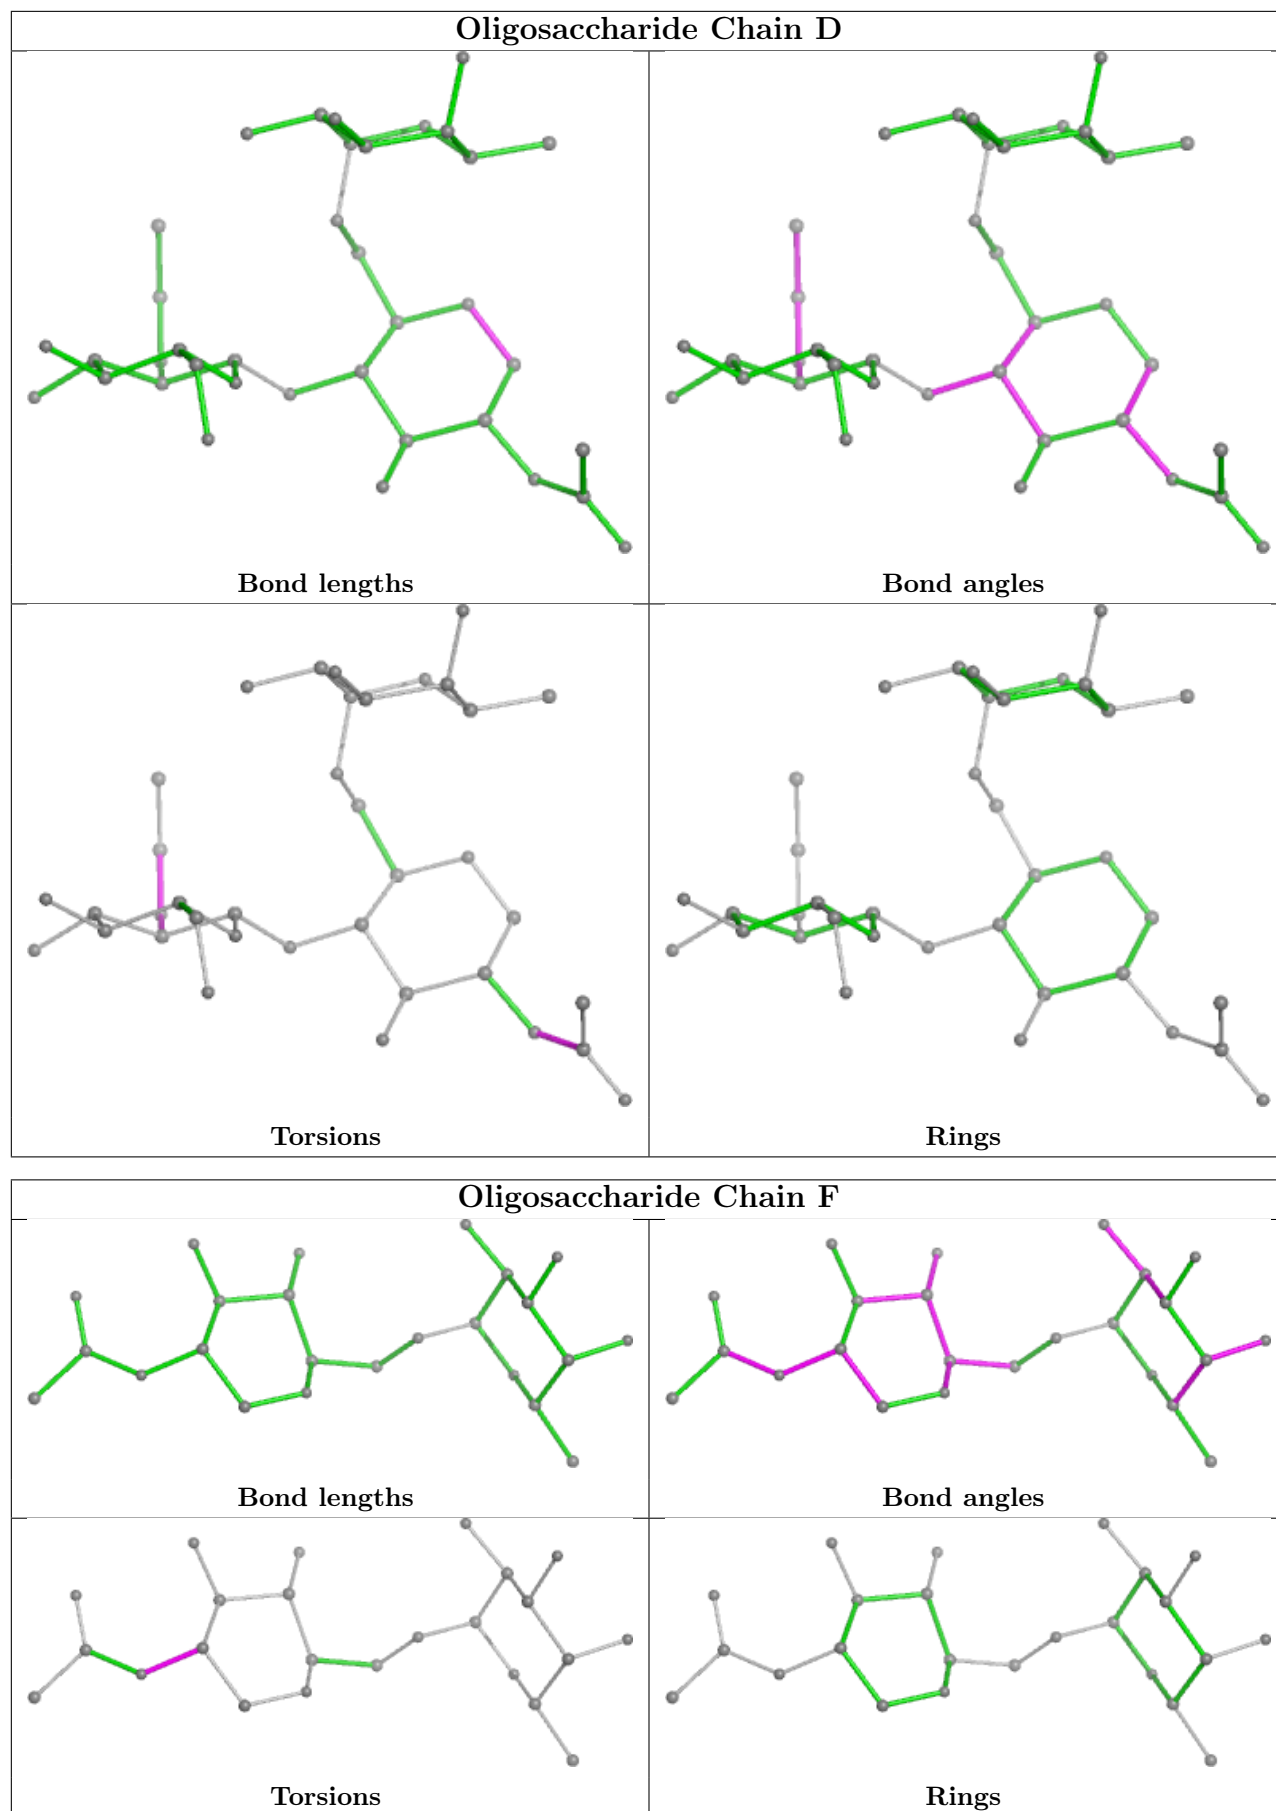 Oligosaccharide Chain D
Bond lengths
Bond angles
Torsions
Rings
Oligosaccharide Chain F
Bond lengths
Bond angles
Torsions
Rings